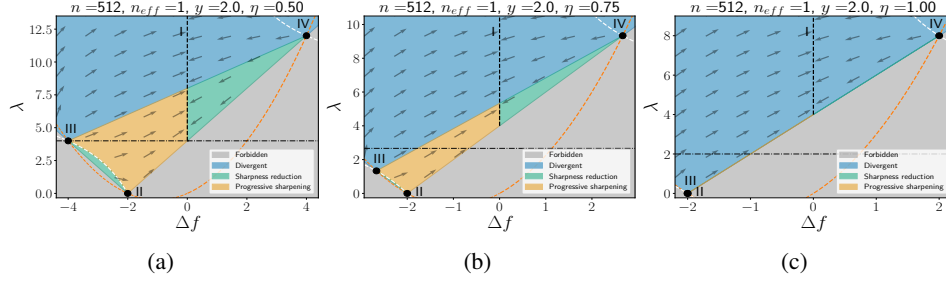 n =512, n_eff =1, y =2.0, η =0.50
n =512, n_eff =1, y =2.0, η =0.75
n =512, n_eff =1, y =2.0, η =1.00
λ
12.5
10.0
7.5
5.0
2.5
0.0
I
IV
III
II
Forbidden
Divergent
Sharpness reduction
Progressive sharpening
−4
−2
0
2
4
Δf
λ
10
8
6
4
2
0
I
IV
III
II
Forbidden
Divergent
Sharpness reduction
Progressive sharpening
−2
0
2
Δf
λ
8
6
4
2
0
I
IV
III
II
Forbidden
Divergent
Sharpness reduction
Progressive sharpening
−2
−1
0
1
2
Δf
(a)
(b)
(c)